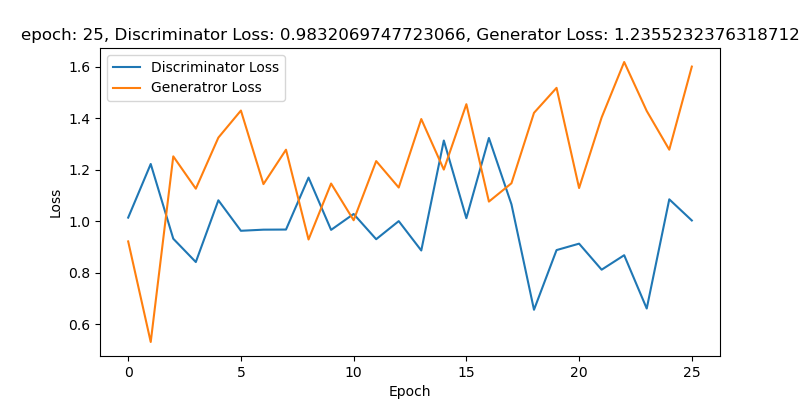 epoch: 25, Discriminator Loss: 0.9832069747723066, Generator Loss: 1.2355232376318712
Discriminator Loss
Generatror Loss
1.6
1.4
1.2
1.0
0.8
0.6
Loss
0 5 10 15 20 25
Epoch